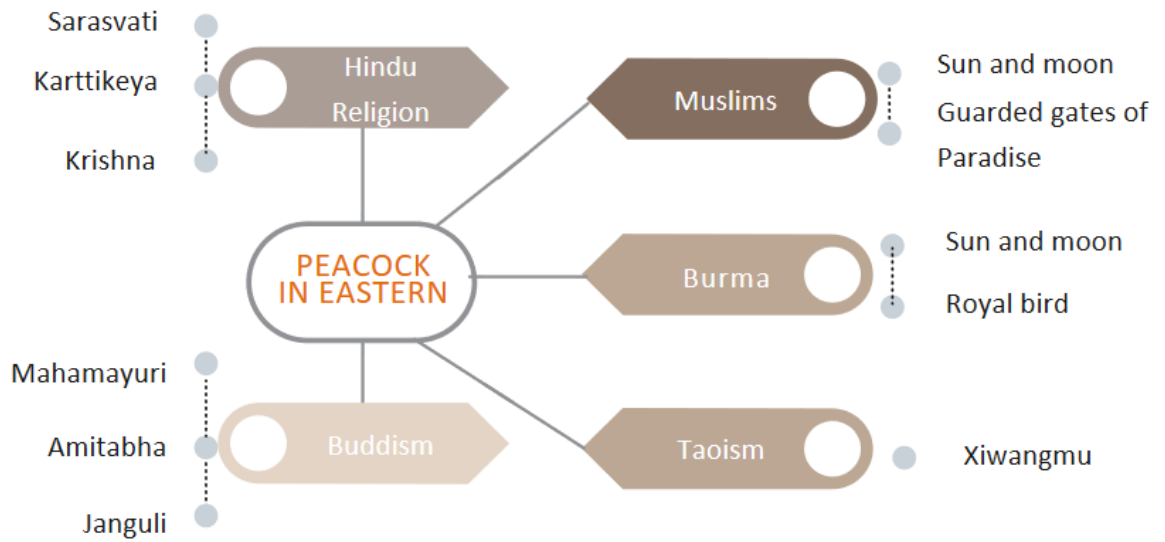 Sarasvati
Karttikeya
Krishna
Hindu
Religion
Muslims
Sun and moon
Guarded gates of
Paradise
PEACOCK
IN EASTERN
Burma
Sun and moon
Royal bird
Mahamayuri
Amitabha
Janguli
Buddism
Taoism
Xiwangmu